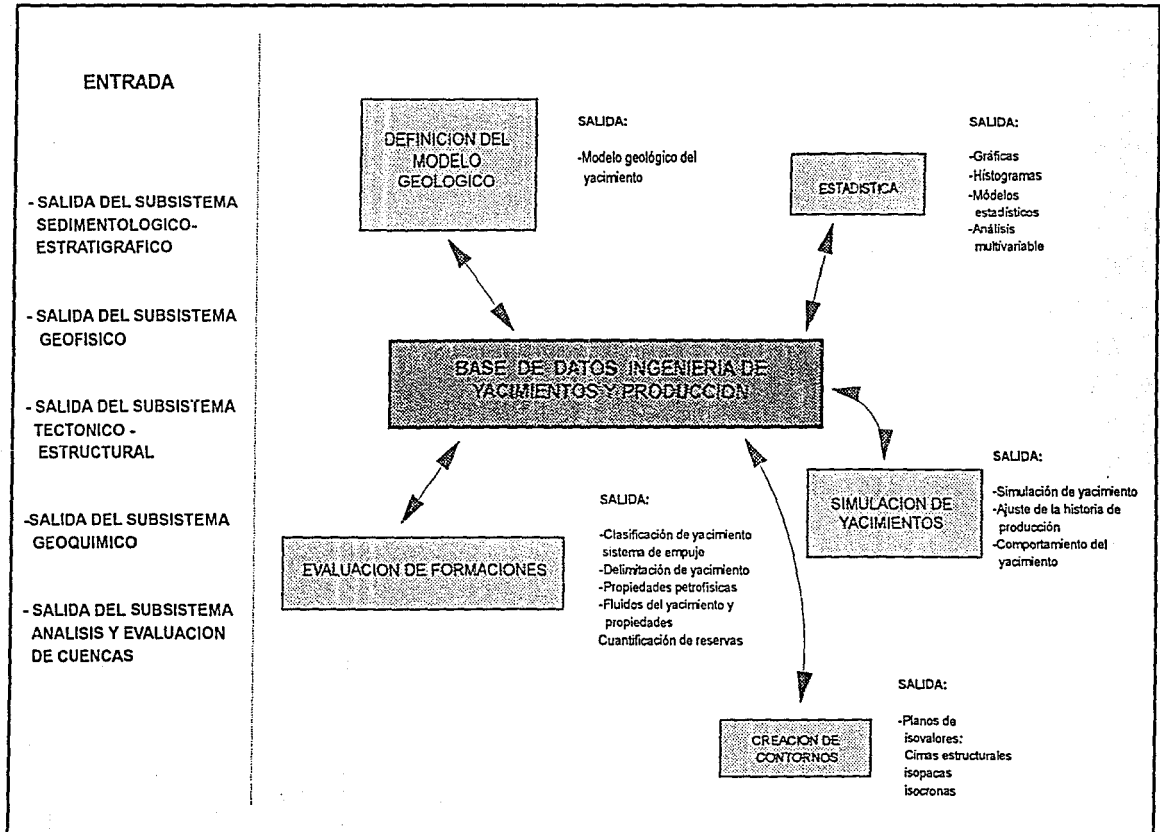 ENTRADA
- SALIDA DEL SUBSISTEMA
SEDIMENTOLOGICO-
ESTRATIGRAFICO
- SALIDA DEL SUBSISTEMA
GEOFISICO
- SALIDA DEL SUBSISTEMA
TECTONICO -
ESTRUCTURAL
-SALIDA DEL SUBSISTEMA
GEOQUIMICO
- SALIDA DEL SUBSISTEMA
ANALISIS Y EVALUACION
DE CUENCAS
DEFINICION DEL
MODELO
GEOLOGICO
SALIDA:
-Modelo geológico del
yacimiento
ESTADISTICA
SALIDA:
-Gráficas
-Histogramas
-Módelos
estadísticos
-Análisis
multivariable
BASE DE DATOS INGENIERIA DE
YACIMIENTOS Y PRODUCCION
EVALUACION DE FORMACIONES
SALIDA:
-Clasificación de yacimiento
sistema de empuje
-Delimitación de yacimiento
-Propiedades petrofísicas
-Fluidos del yacimiento y
propiedades
Cuantificación de reservas
SIMULACION DE
YACIMIENTOS
SALIDA:
-Simulación de yacimiento
-Ajuste de la historia de
producción
-Comportamiento del
yacimiento
CREACION DE
CONTORNOS
SALIDA:
-Planos de
isovalores:
Cimas estructurales
isopacas
isocronas